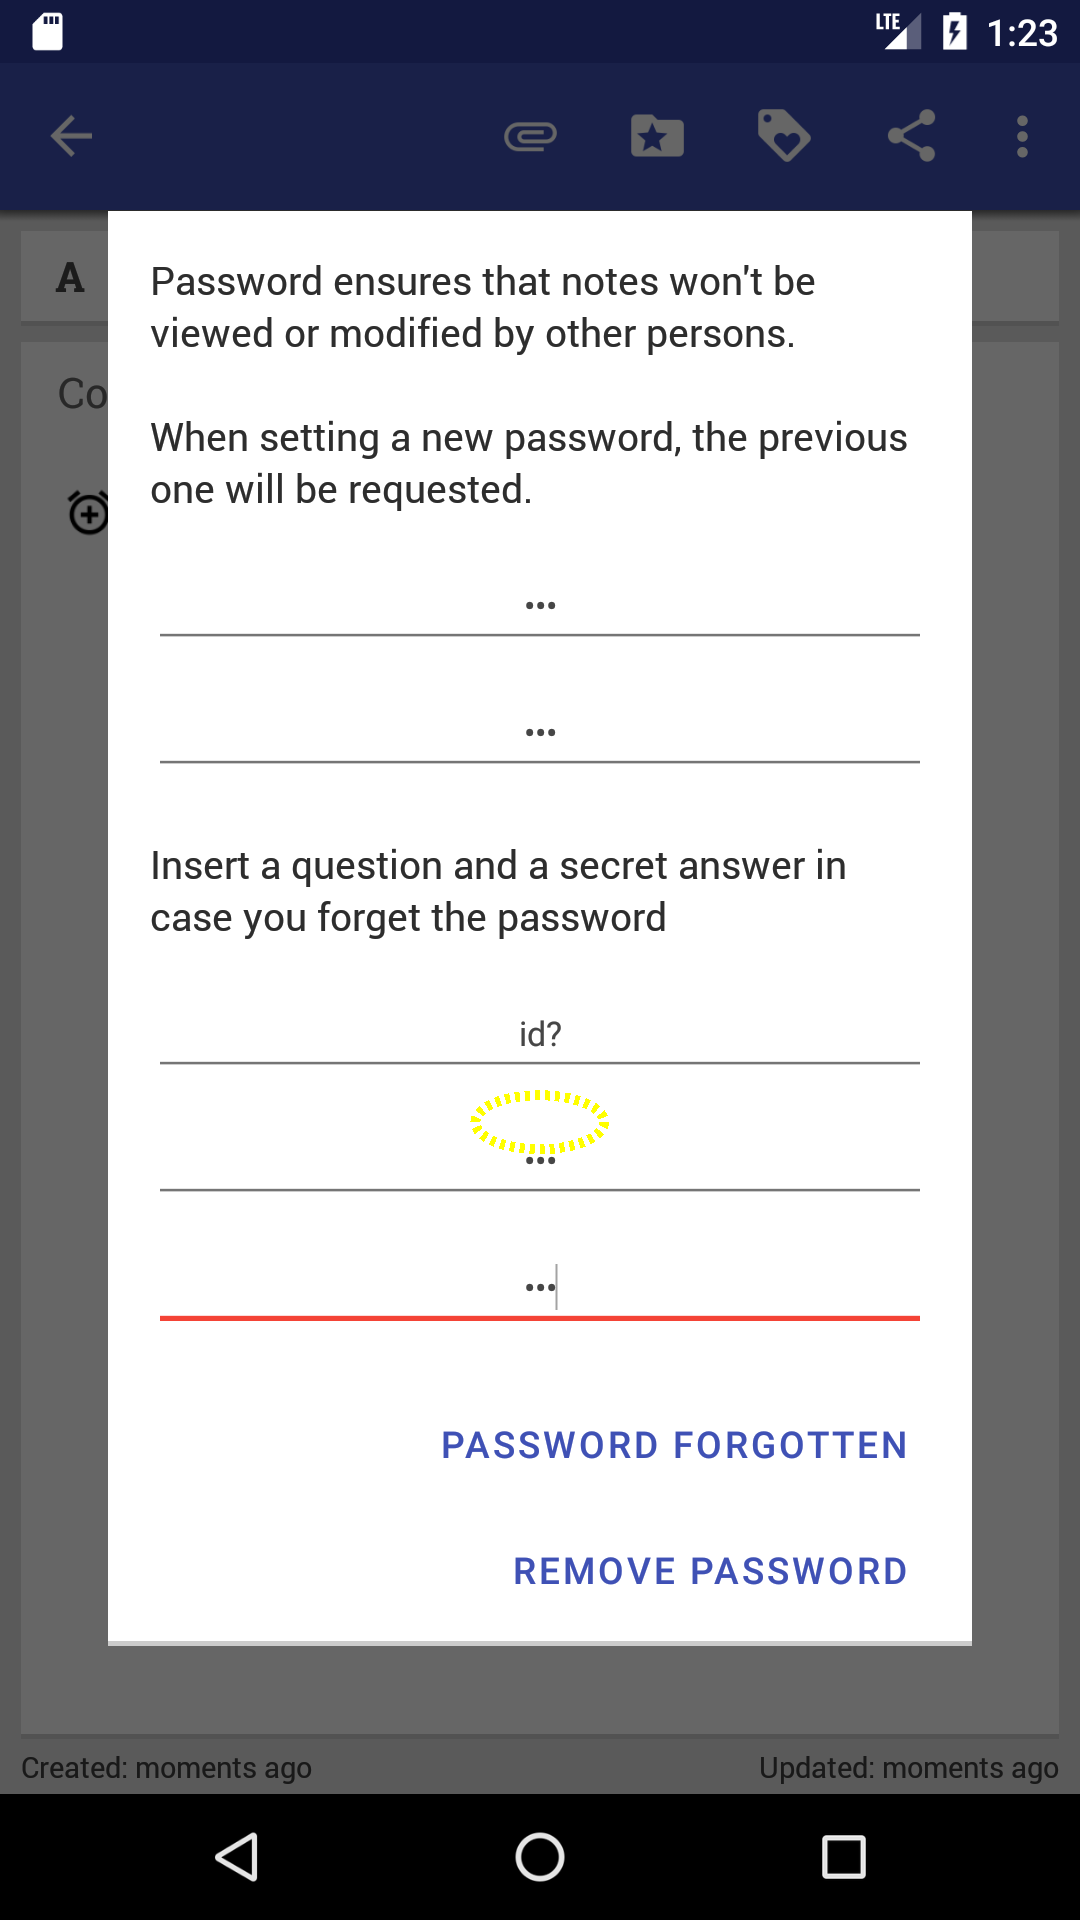 LTE 1:23
A
Password ensures that notes won't be
viewed or modified by other persons.
Co
When setting a new password, the previous
one will be requested.
•••
•••
Insert a question and a secret answer in
case you forget the password
id?
•••
•••
PASSWORD FORGOTTEN
REMOVE PASSWORD
Created: moments ago Updated: moments ago